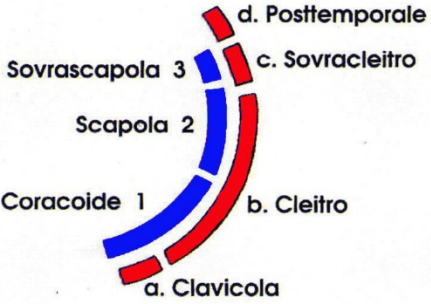 d. Posttemporale
c. Sovracleitro
Sovrascapola 3
Scapola 2
Coracoide 1
b. Cleitro
a. Clavicola